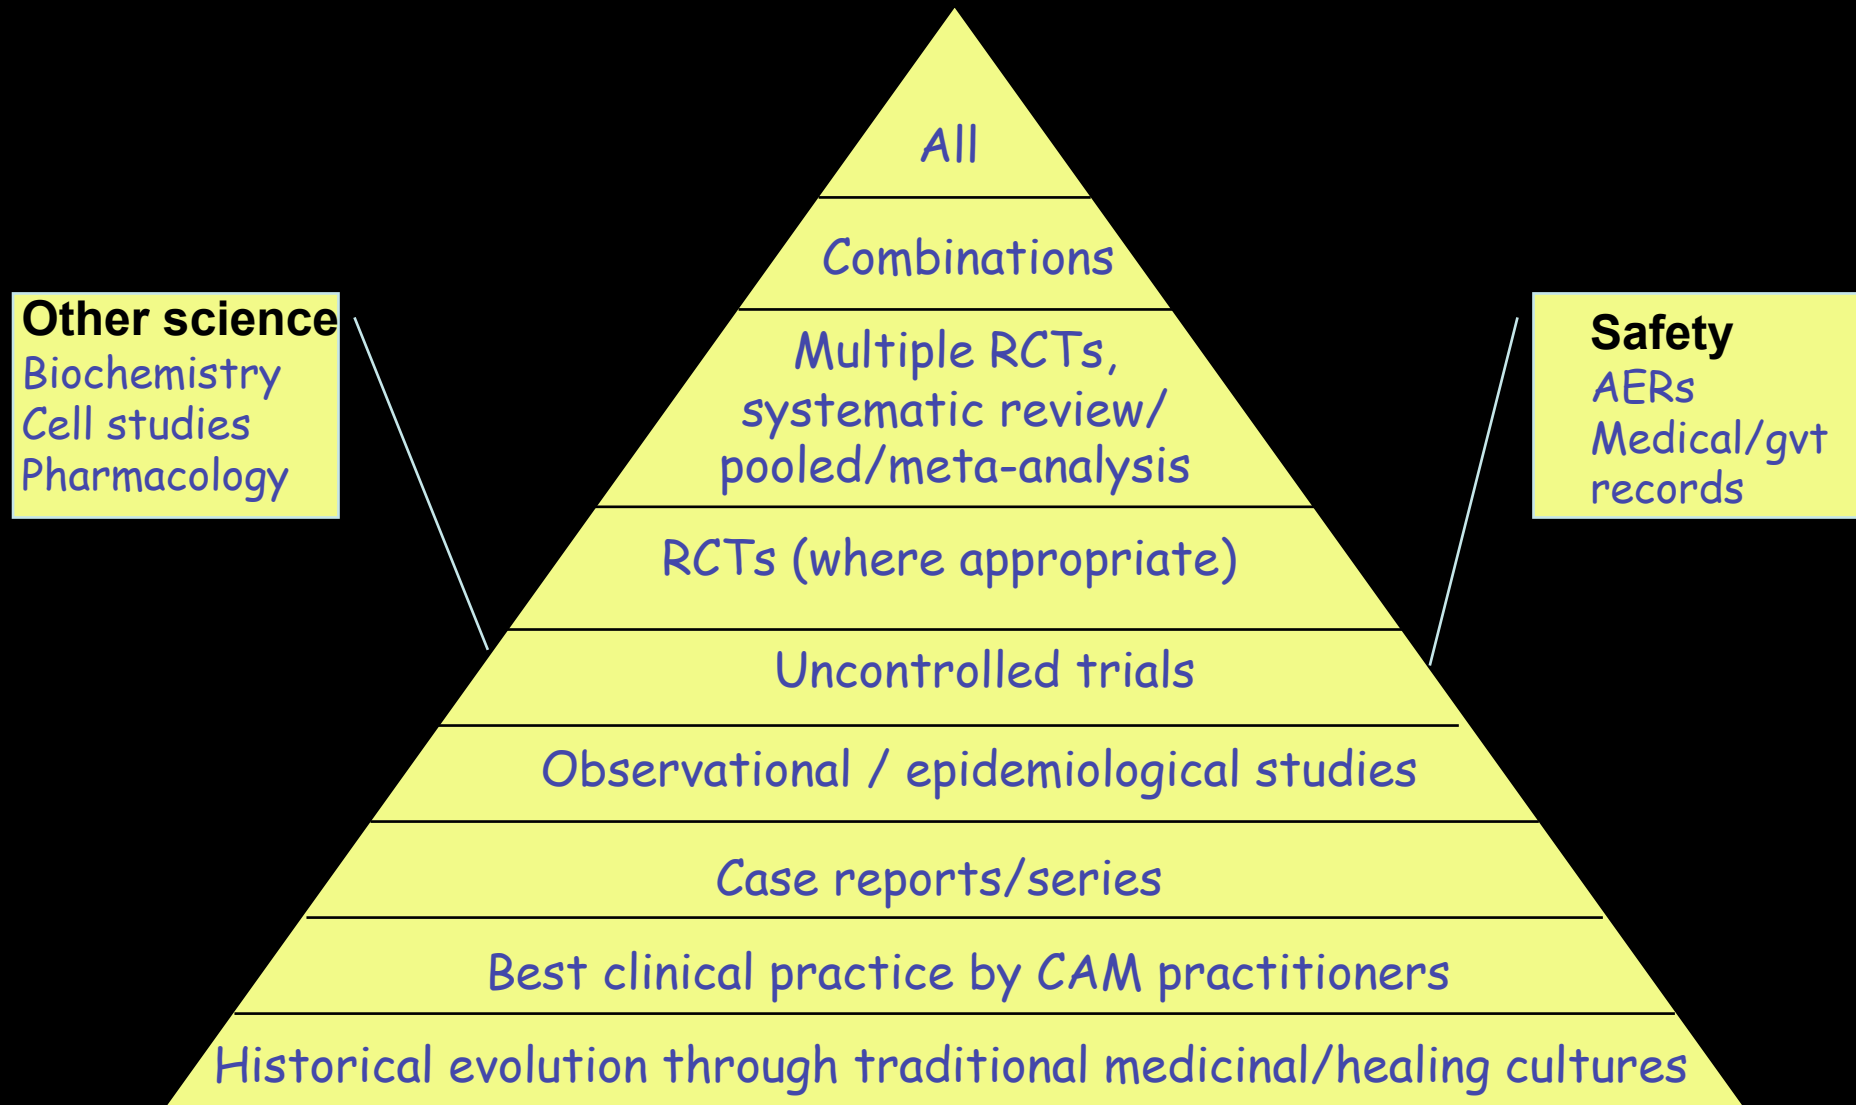 All
Combinations
Other science
Biochemistry
Cell studies
Pharmacology
Multiple RCTs,
systematic review/
pooled/meta-analysis
Safety
AERs
Medical/gvt
records
RCTs (where appropriate)
Uncontrolled trials
Observational / epidemiological studies
Case reports/series
Best clinical practice by CAM practitioners
Historical evolution through traditional medicinal/healing cultures